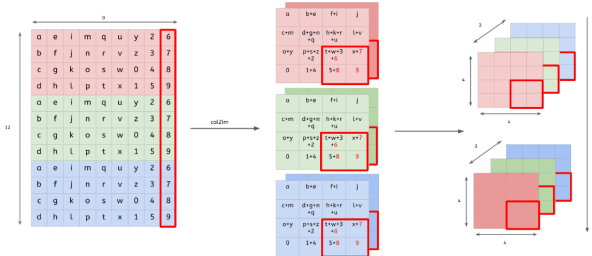 9
12
a e i m q u y 2 6
b f j n r v z 3 7
c g k o s w 0 4 8
d h l p t x 1 5 9
a e i m q u y 2 6
b f j n r v z 3 7
c g k o s w 0 4 8
d h l p t x 1 5 9
a e i m q u y 2 6
b f j n r v z 3 7
c g k o s w 0 4 8
d h l p t x 1 5 9
col2im
a b+e f+i j
c+m d+g+n+q h+k+r+u l+v
o+y p+s+z+2 t+w+3+6 x+7
0 1+4 5+8 9
a b+e f+i j
c+m d+g+n+q h+k+r+u l+v
o+y p+s+z+2 t+w+3+6 x+7
0 1+4 5+8 9
a b+e f+i j
c+m d+g+n+q h+k+r+u l+v
o+y p+s+z+2 t+w+3+6 x+7
0 1+4 5+8 9
3
4
4
3
4
4